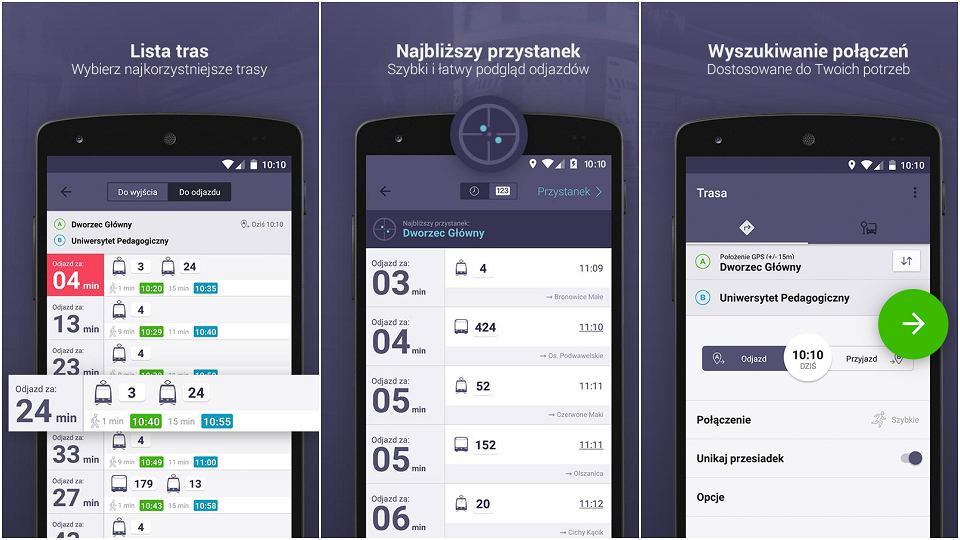 Lista tras
Wybierz najkorzystniejsze trasy
10:10
Do wyjścia Do odjazdu
A Dworzec Główny Dziś 10:10
B Uniwersytet Pedagogiczny
Odjazd za:
04 min
3 24
1 min 10:20 15 min 10:35
Odjazd za:
13 min
4
9 min 10:29 11 min 10:40
Odjazd za:
23
4
Odjazd za:
24 min
3 24
1 min 10:40 15 min 10:55
33 min
4
9 min 10:49 11 min 11:00
Odjazd za:
27 min
179 13
10:43 11 min 10:58
Odjazd za:
4
Najbliższy przystanek
Szybki i łatwy podgląd odjazdów
10:10
123 Przystanek
Najbliższy przystanek:
Dworzec Główny
Odjazd za:
03 min
4 11:09
→ Bronowice Małe
Odjazd za:
04 min
424 11:10
→ Os. Podwawelskie
Odjazd za:
05 min
52 11:11
→ Czerwone Maki
Odjazd za:
05 min
152 11:11
→ Olszanica
Odjazd za:
06 min
20 11:12
→ Cichy Kącik
Wyszukiwanie połączeń
Dostosowane do Twoich potrzeb
10:10
Trasa
A Położenie GPS (+/- 15m)
Dworzec Główny
B Uniwersytet Pedagogiczny
Odjazd 10:10 Przyjazd
DZIŚ
Połączenie Szybkie
Unikaj przesiadek
Opcje